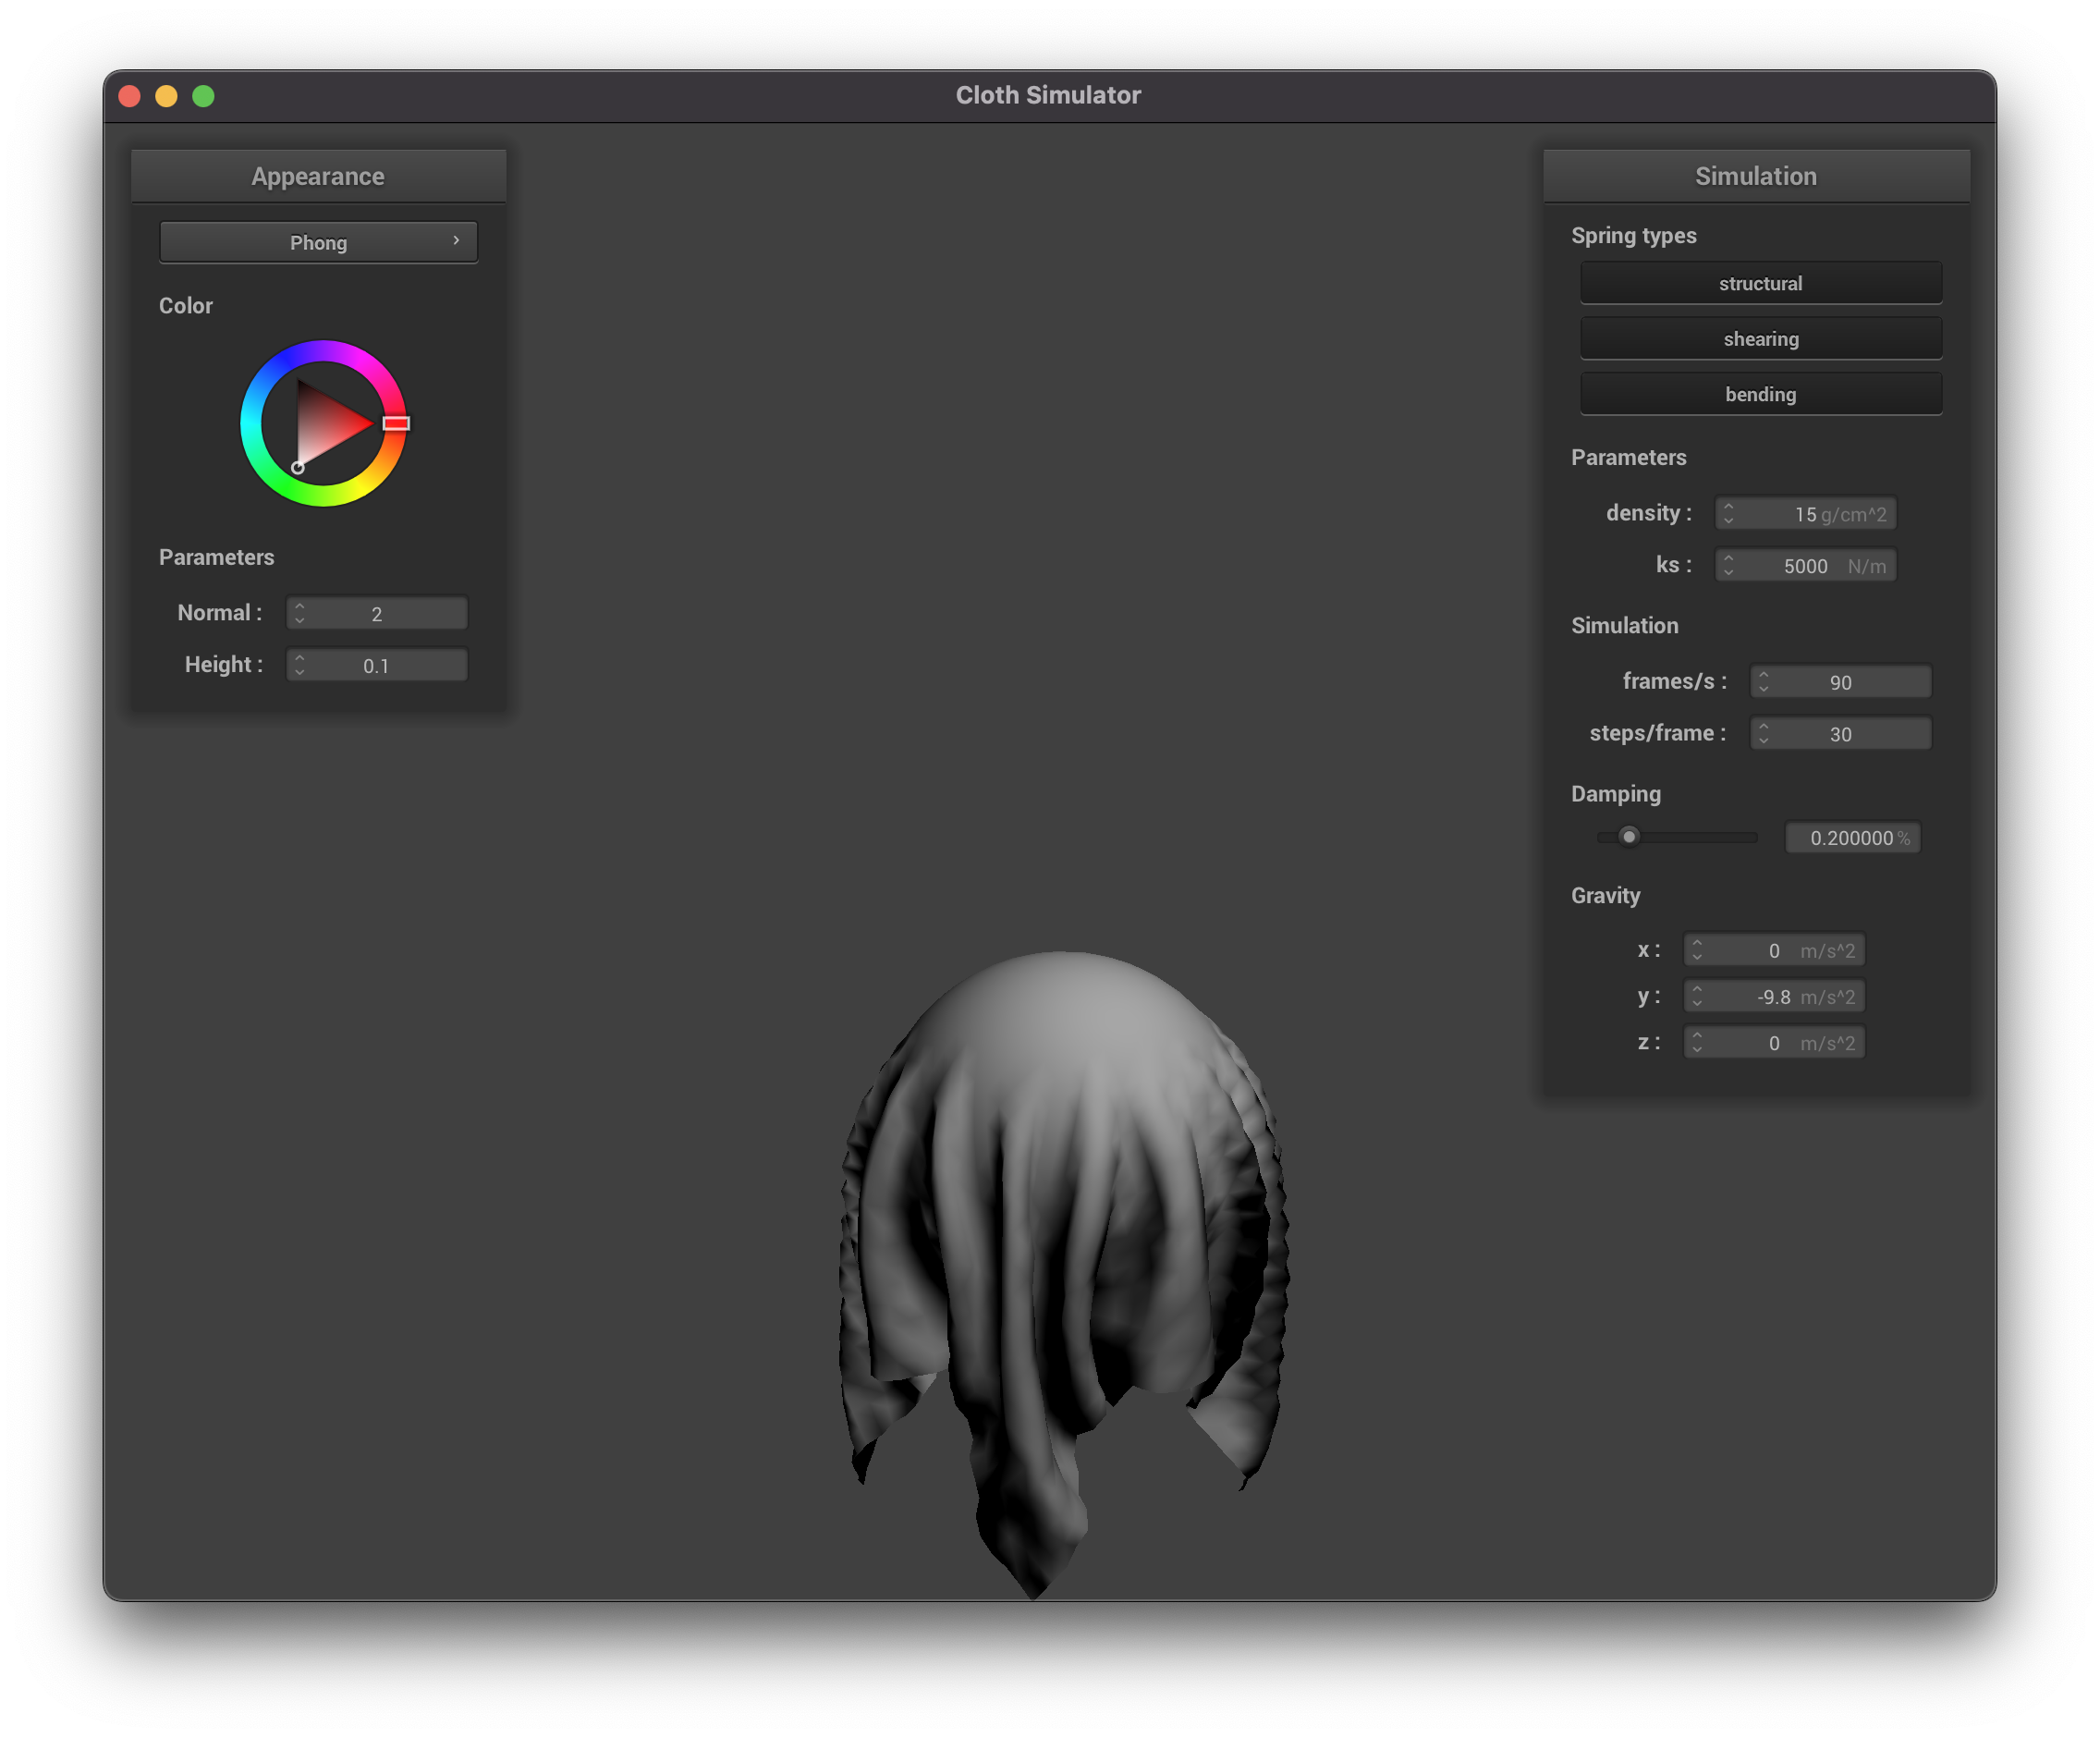 Cloth Simulator
Appearance
Phong
Color
Parameters
Normal : 2
Height : 0.1
Simulation
Spring types
structural
shearing
bending
Parameters
density : 15 g/cm^2
ks : 5000 N/m
Simulation
frames/s : 90
steps/frame : 30
Damping
0.200000 %
Gravity
x : 0 m/s^2
y : -9.8 m/s^2
z : 0 m/s^2